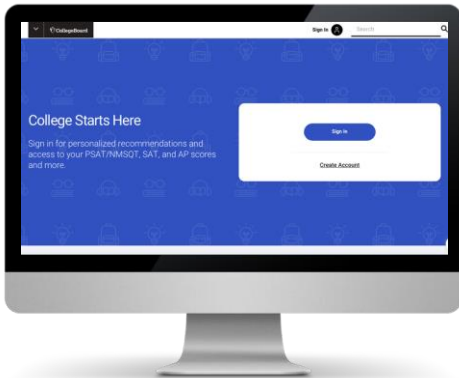 CollegeBoard
Sign In
Search
College Starts Here
Sign in for personalized recommendations and
access to your PSAT/NMSQT, SAT, and AP scores
and more.
Sign In
Create Account